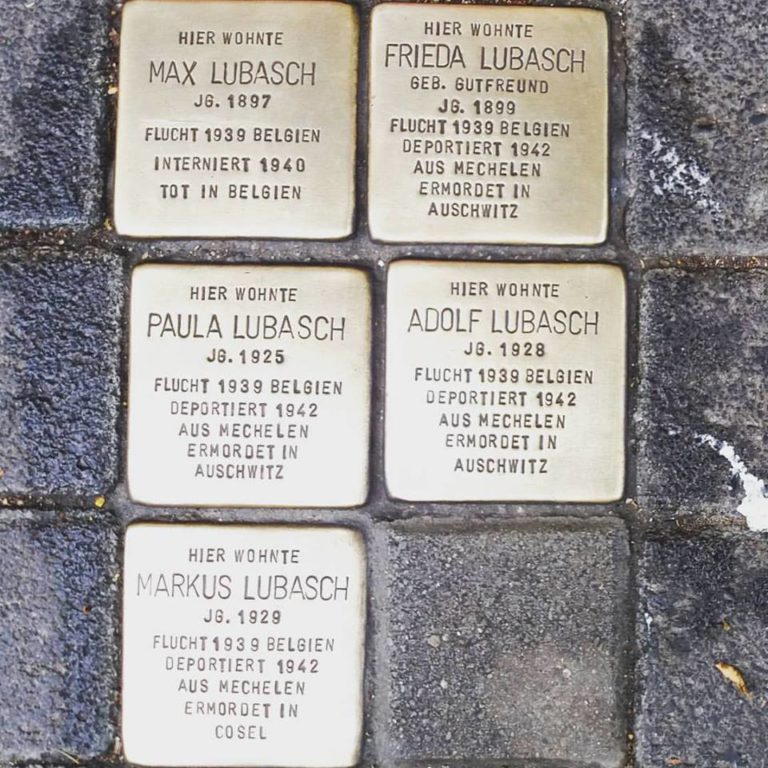 HIER WOHNTE
MAX LUBASCH
JG. 1897
FLUCHT 1939 BELGIEN
INTERNIERT 1940
TOT IN BELGIEN
HIER WOHNTE
FRIEDA LUBASCH
GEB. GUTFREUND
JG. 1899
FLUCHT 1939 BELGIEN
DEPORTIERT 1942
AUS MECHELEN
ERMORDET IN
AUSCHWITZ
HIER WOHNTE
PAULA LUBASCH
JG. 1925
FLUCHT 1939 BELGIEN
DEPORTIERT 1942
AUS MECHELEN
ERMORDET IN
AUSCHWITZ
HIER WOHNTE
ADOLF LUBASCH
JG. 1928
FLUCHT 1939 BELGIEN
DEPORTIERT 1942
AUS MECHELEN
ERMORDET IN
AUSCHWITZ
HIER WOHNTE
MARKUS LUBASCH
JG. 1929
FLUCHT 1939 BELGIEN
DEPORTIERT 1942
AUS MECHELEN
ERMORDET IN
COSEL